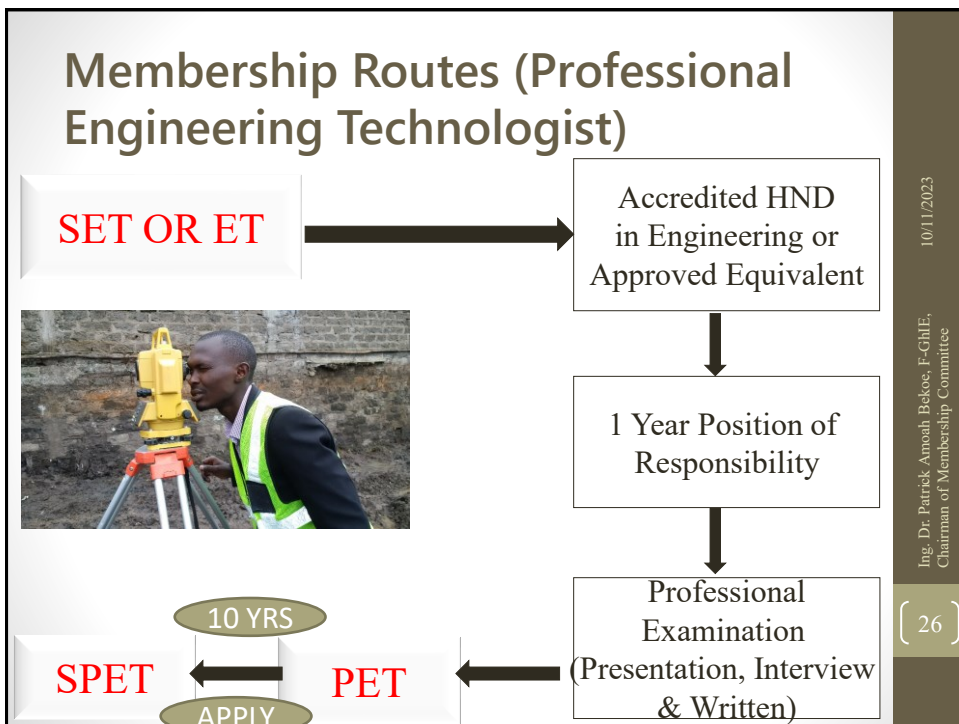 Membership Routes (Professional
Engineering Technologist)
SET OR ET
Accredited HND
in Engineering or
Approved Equivalent
1 Year Position of
Responsibility
Professional
Examination
(Presentation, Interview
& Written)
10 YRS
SPET
PET
APPLY
10/11/2023
Ing. Dr. Patrick Amoah Bekoe, F-GhIE,
Chairman of Membership Committee
26